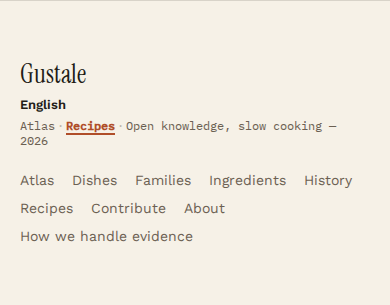 Gustale
English
Atlas · Recipes · Open knowledge, slow cooking —
2026
Atlas Dishes Families Ingredients History
Recipes Contribute About
How we handle evidence